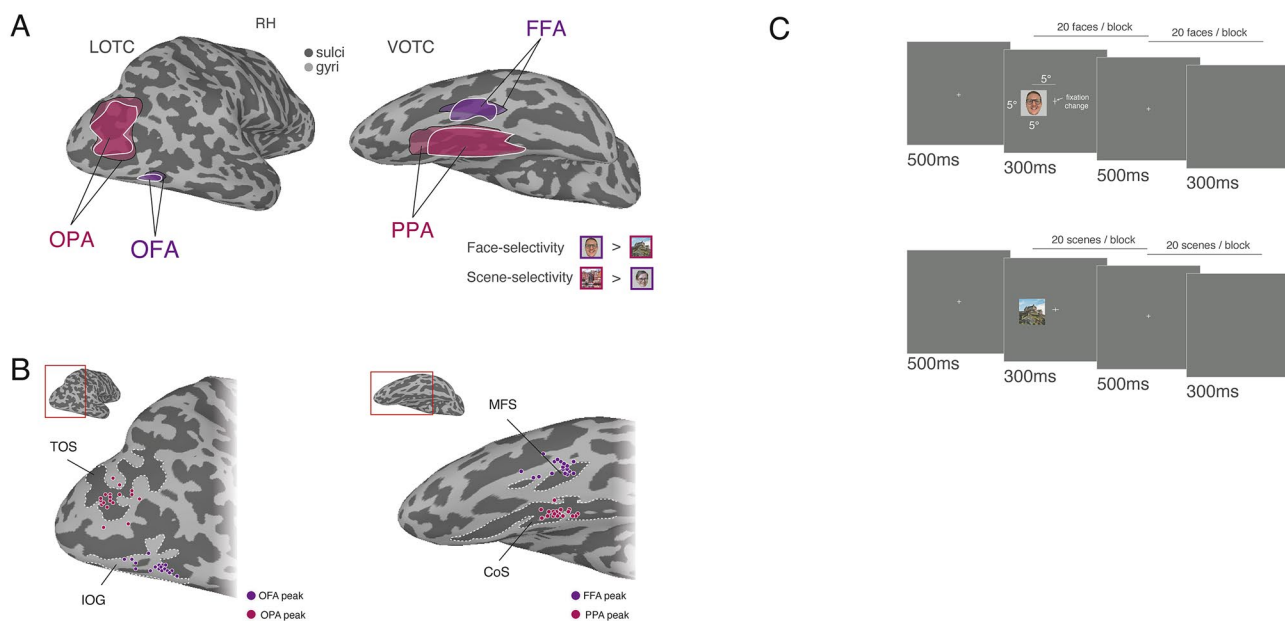 A
RH
LOTC
sulci
gyri
VOTC
FFA
OPA
OFA
PPA
Face-selectivity >
Scene-selectivity >
B
TOS
IOG
OFA peak
OPA peak
MFS
CoS
FFA peak
PPA peak
C
20 faces / block
20 faces / block
5°
5°
fixation
change
5°
500ms
300ms
500ms
300ms
20 scenes / block
20 scenes / block
500ms
300ms
500ms
300ms